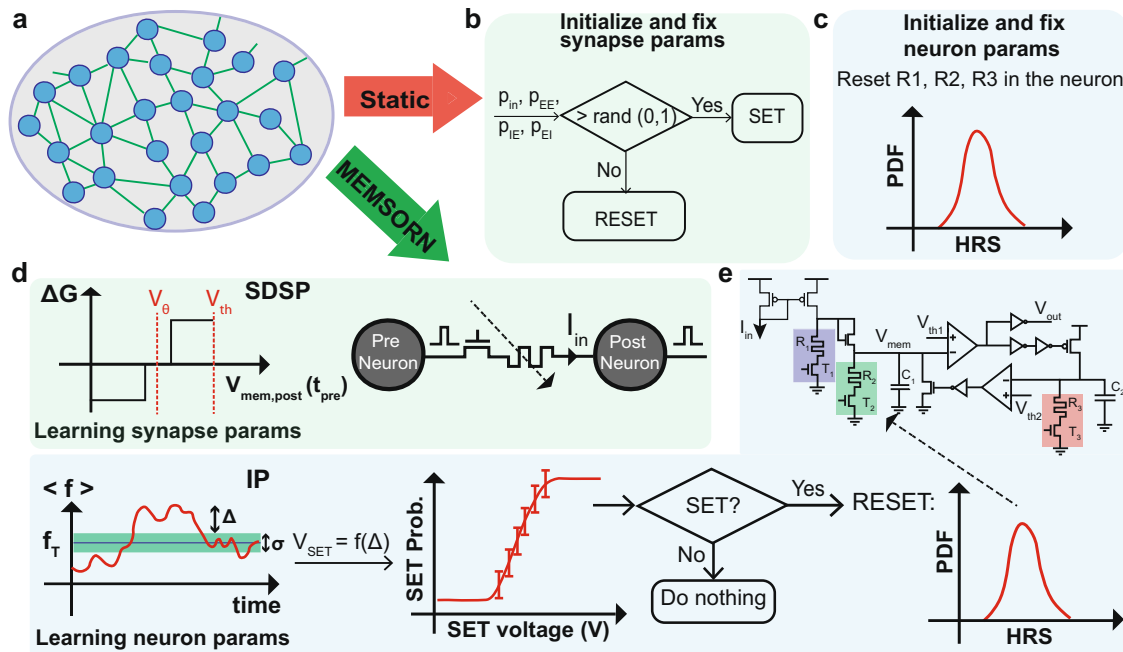 a
Static
MEMSORN
b
Initialize and fix
synapse params
p_in, p_EE,
p_IE, p_EI
> rand (0,1)
Yes
SET
No
RESET
c
Initialize and fix
neuron params
Reset R1, R2, R3 in the neuron
PDF
HRS
d
ΔG
V_θ
V_th
SDSP
V_mem,post (t_pre)
Learning synapse params
Pre
Neuron
I_in
Post
Neuron
e
I_in
R_1
T_1
R_2
T_2
V_mem
C_1
V_th1
V_out
V_th2
R_3
T_3
C_2
IP
< f >
f_T
Δ
σ
time
Learning neuron params
V_SET = f(Δ)
SET Prob.
SET voltage (V)
SET?
Yes
No
Do nothing
RESET:
PDF
HRS